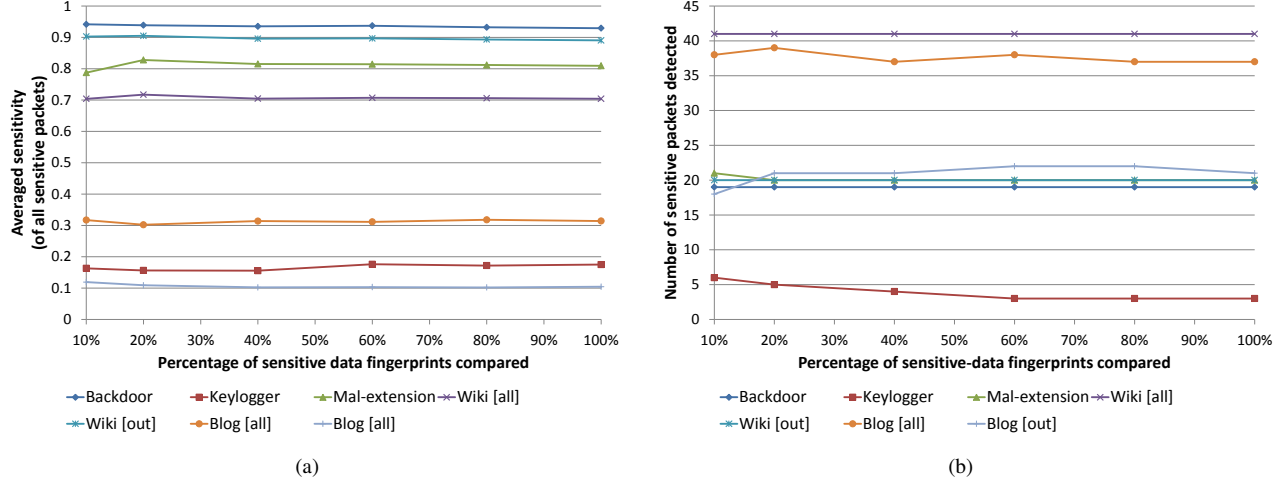 1
0.9
0.8
0.7
0.6
0.5
0.4
0.3
0.2
0.1
0
Averaged sensitivity
(of all sensitive packets)
10% 20% 30% 40% 50% 60% 70% 80% 90% 100%
Percentage of sensitive data fingerprints compared
Backdoor Keylogger Mal-extension Wiki [all]
Wiki [out] Blog [all] Blog [all]
(a)
45
40
35
30
25
20
15
10
5
0
Number of sensitive packets detected
10% 20% 30% 40% 50% 60% 70% 80% 90% 100%
Percentage of sensitive-data fingerprints compared
Backdoor Keylogger Mal-extension Wiki [all]
Wiki [out] Blog [all] Blog [out]
(b)